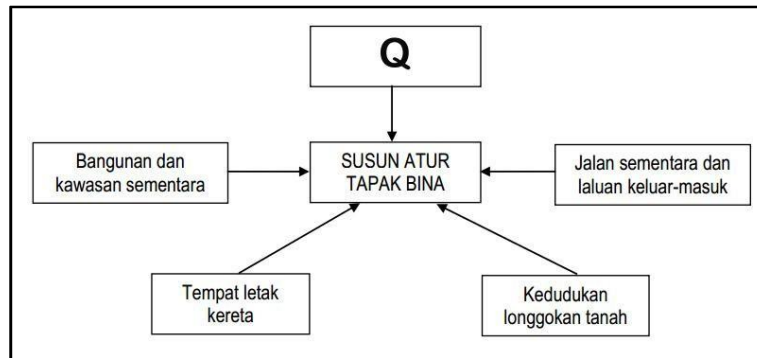 Q
Bangunan dan
kawasan sementara
SUSUN ATUR
TAPAK BINA
Jalan sementara dan
laluan keluar-masuk
Tempat letak
kereta
Kedudukan
longgokan tanah